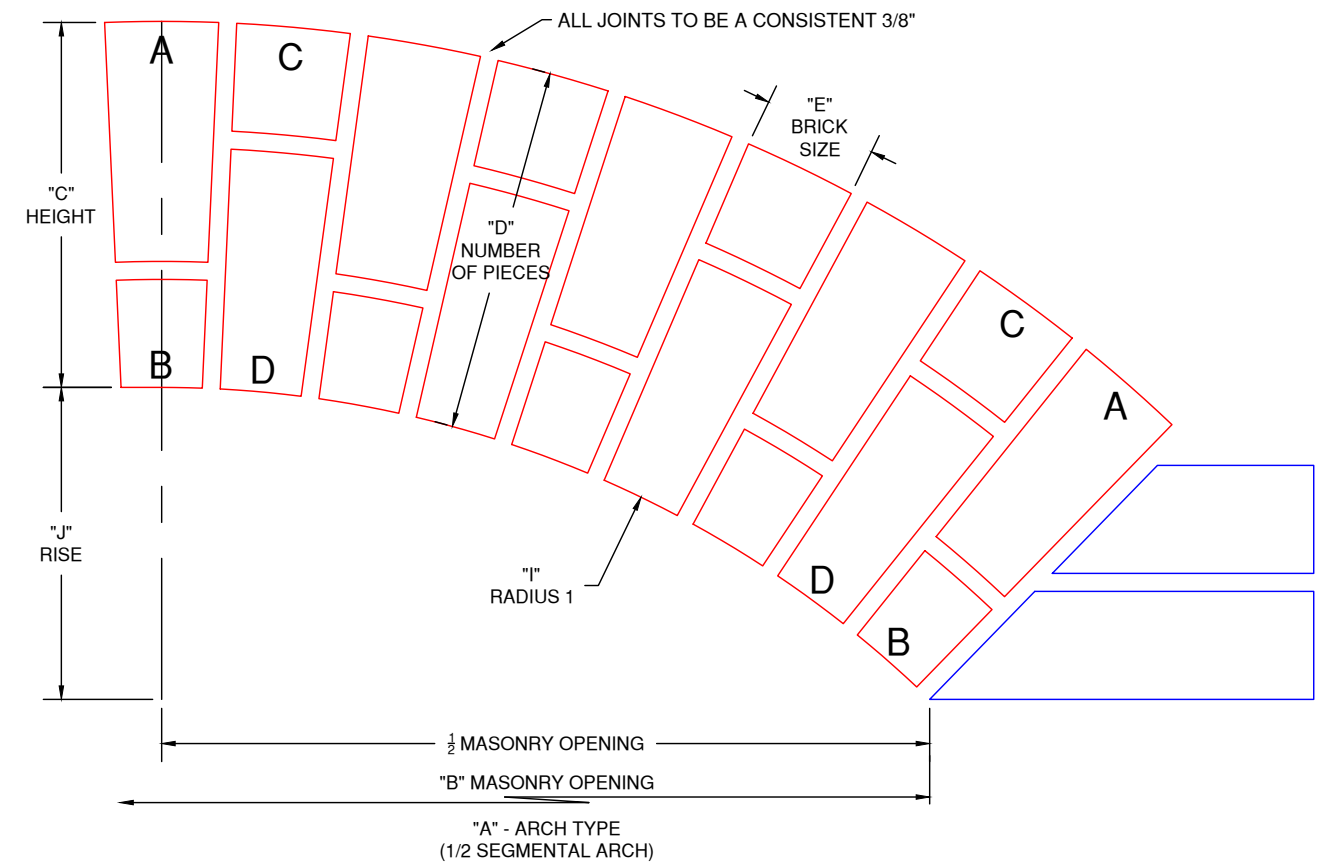 ALL JOINTS TO BE A CONSISTENT 3/8"
A
C
"E"
BRICK
SIZE
"C"
HEIGHT
"D"
NUMBER
OF PIECES
C
B
D
A
"J"
RISE
"I"
RADIUS 1
D
B
½ MASONRY OPENING
"B" MASONRY OPENING
"A" - ARCH TYPE
(1/2 SEGMENTAL ARCH)